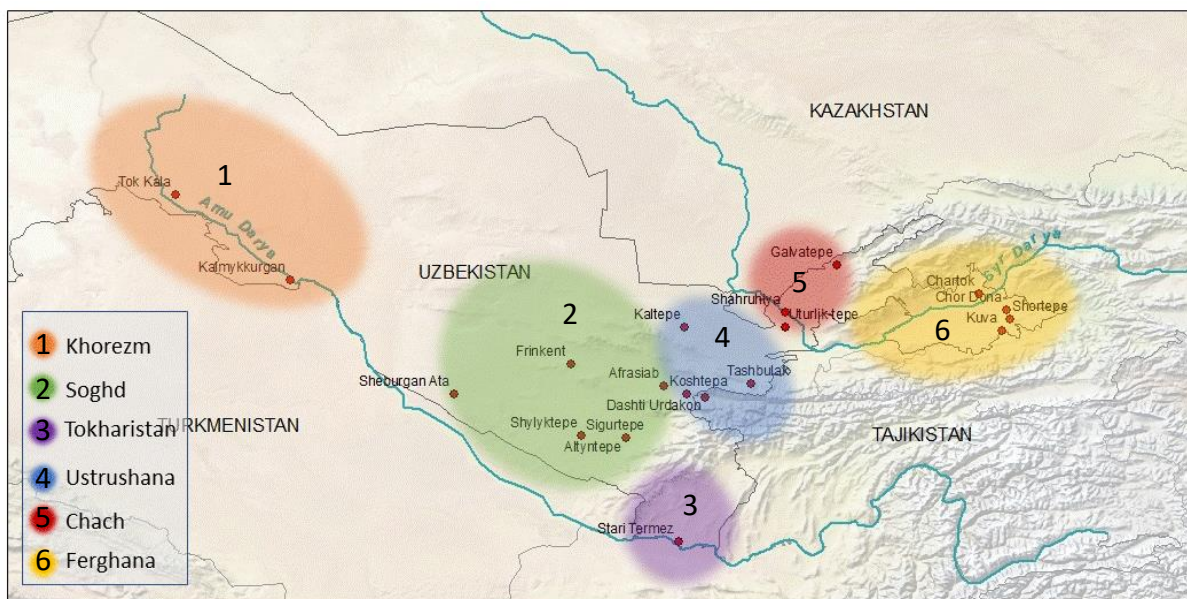 KAZAKHSTAN
1
Tok Kala
Amu Darya
Kalmykkurgan
UZBEKISTAN
Galvatepe
5
Shahruhiya
Uturlik-tepe
Syr Darya
Chartok
Chor Dona
Shortepe
Kuva
6
2
Kaltepe
4
Frinkent
Afrasiab
Koshtepa
Tashbulak
Dashti Urdakon
Sheburgan Ata
TURKMENISTAN
Shylyktepe
Sigurtepe
Altyntepe
TAJIKISTAN
3
Stari Termez
1 Khorezm
2 Soghd
3 Tokharistan
4 Ustrushana
5 Chach
6 Ferghana